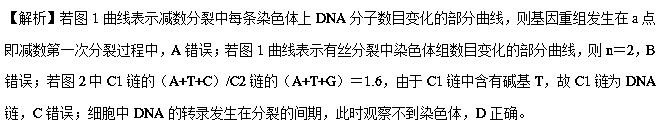 【解析】若图 1 曲线表示减数分裂中每条染色体上 DNA 分子数目变化的部分曲线，则基因重组发生在 a 点
即减数第一次分裂过程中，A 错误；若图 1 曲线表示有丝分裂中染色体组数目变化的部分曲线，则 n＝2，B
错误；若图 2 中 C1 链的（A+T+C）/C2 链的（A+T+G）＝1.6，由于 C1 链中含有碱基 T，故 C1 链为 DNA
链，C 错误；细胞中 DNA 的转录发生在分裂的间期，此时观察不到染色体，D 正确。